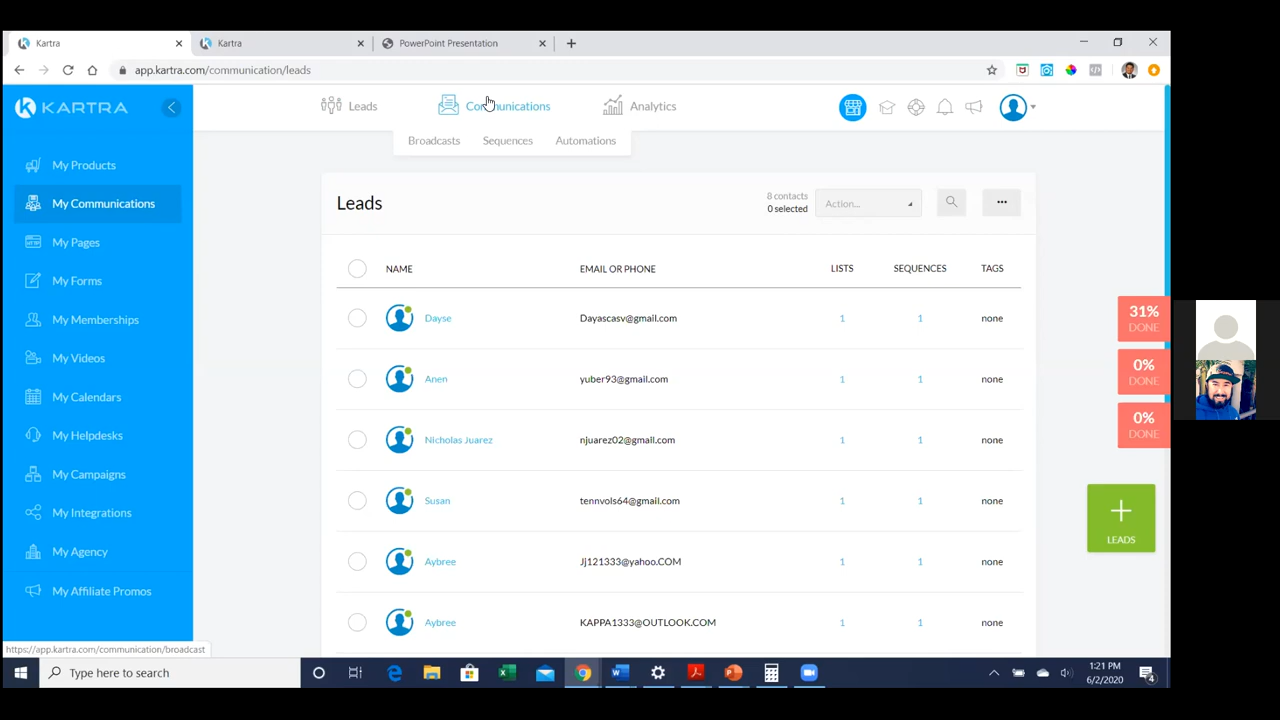 Kartra
Kartra
PowerPoint Presentation
app.kartra.com/communication/leads
KARTRA
Leads
Communications
Analytics
Broadcasts
Sequences
Automations
My Products
My Communications
My Pages
My Forms
My Memberships
My Videos
My Calendars
My Helpdesks
My Campaigns
My Integrations
My Agency
My Affiliate Promos
Leads
8 contacts
0 selected
Action...
NAME EMAIL OR PHONE LISTS SEQUENCES TAGS
Dayse Dayascasv@gmail.com 1 1 none
Anen yuber93@gmail.com 1 1 none
Nicholas Juarez njuarez02@gmail.com 1 1 none
Susan tennvols64@gmail.com 1 1 none
Aybree Jj121333@yahoo.COM 1 1 none
Aybree KAPPA1333@OUTLOOK.COM 1 1 none
31%
DONE
0%
DONE
0%
DONE
LEADS
https://app.kartra.com/communication/broadcast
Type here to search
1:21 PM
6/2/2020
4